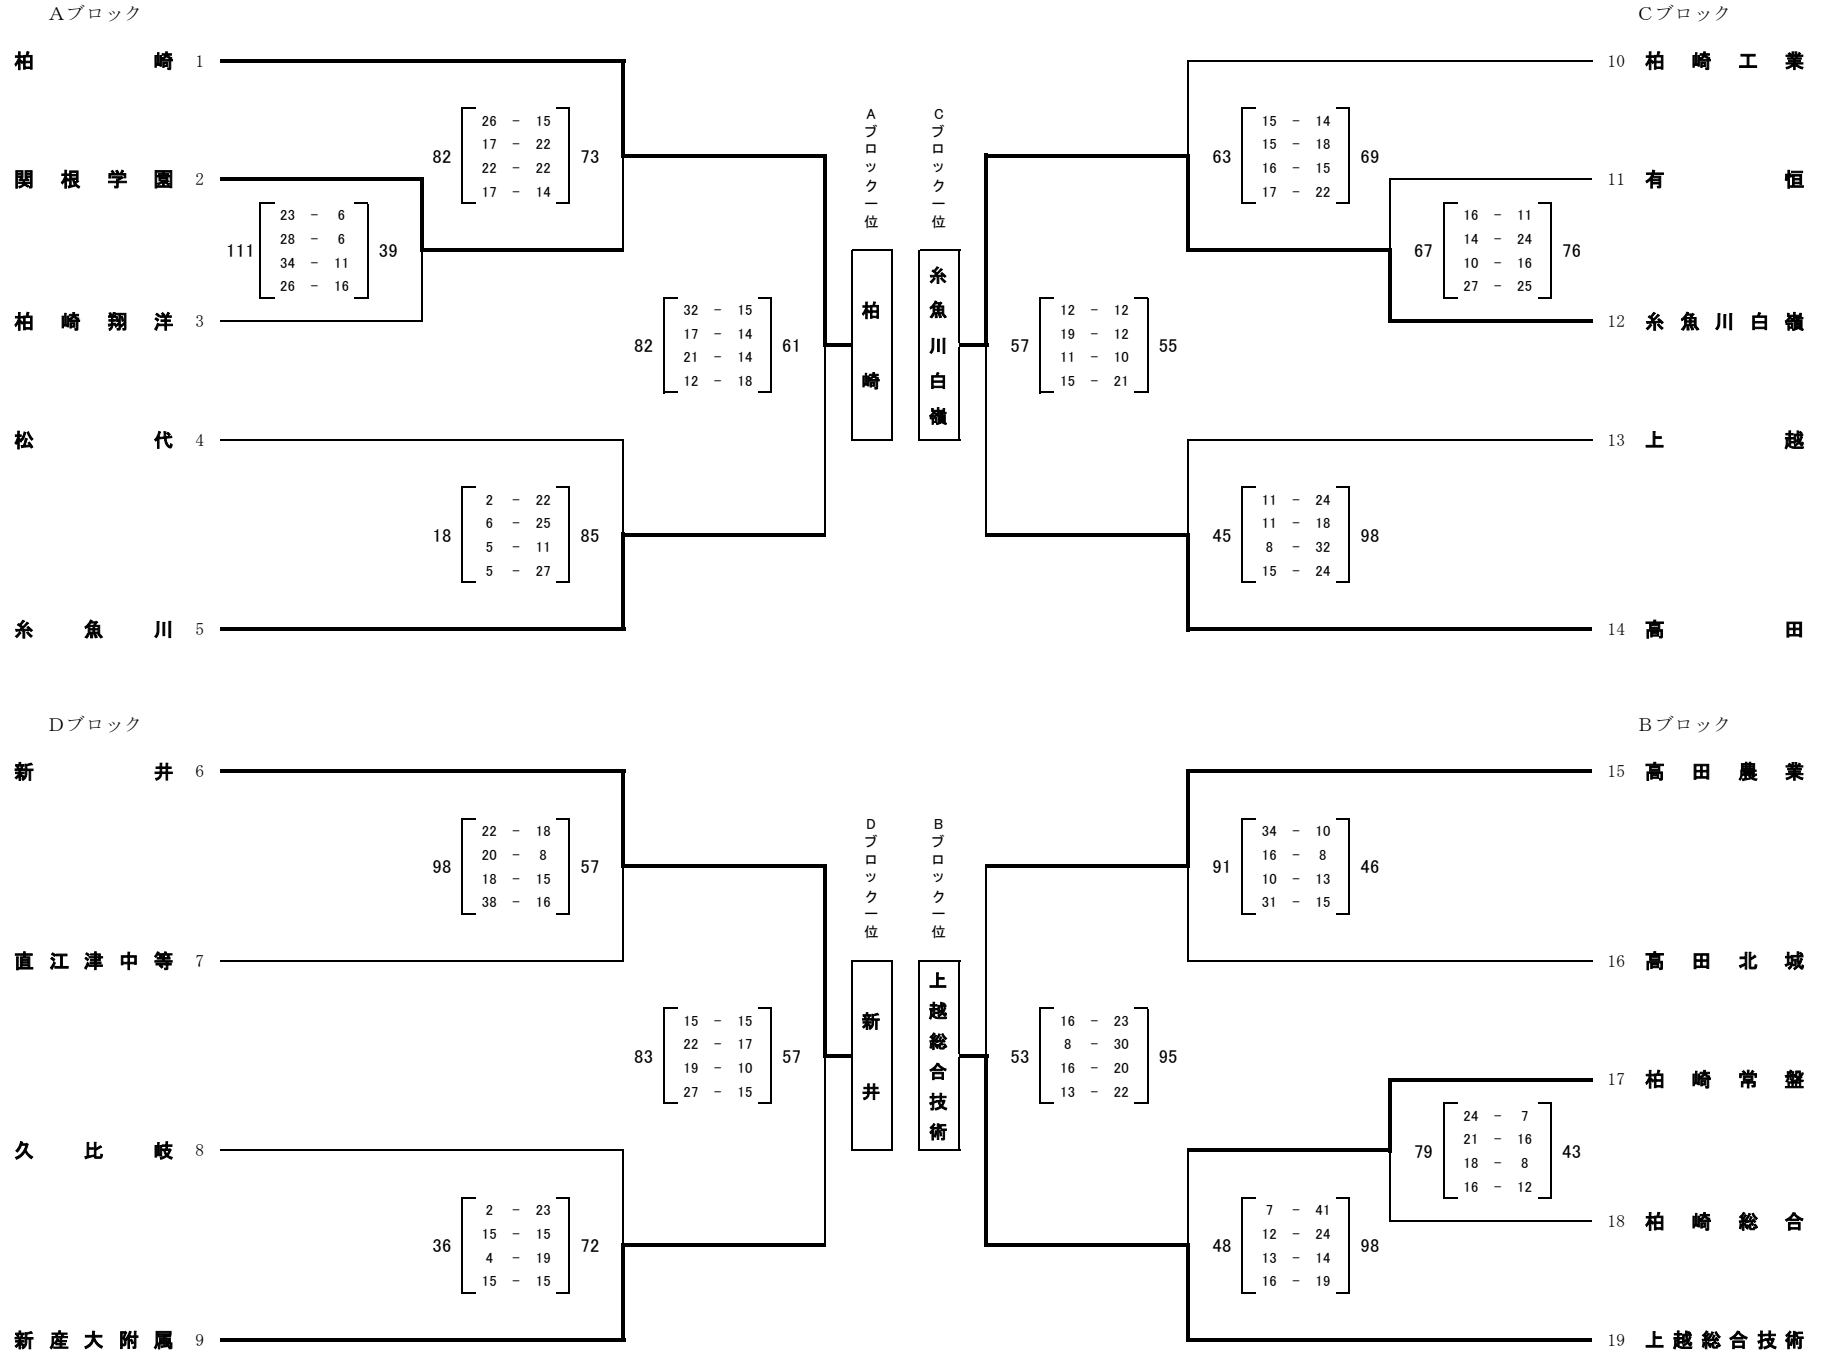 Aブロック
柏崎 1
26 - 15
17 - 22
82 73
22 - 22
17 - 14
関根学園 2
23 - 6
28 - 6
111 39
34 - 11
26 - 16
柏崎翔洋 3
32 - 15
17 - 14
82 61
21 - 14
12 - 18
松代 4
2 - 22
6 - 25
18 85
5 - 11
5 - 27
糸魚川 5
Aブロック一位
柏崎
Cブロック一位
糸魚川白嶺
Cブロック
10 柏崎工業
15 - 14
15 - 18
63 69
16 - 15
17 - 22
11 有恒
16 - 11
14 - 24
67 76
10 - 16
27 - 25
12 糸魚川白嶺
12 - 12
19 - 12
57 55
11 - 10
15 - 21
13 上越
11 - 24
11 - 18
45 98
8 - 32
15 - 24
14 高田
Dブロック
新井 6
22 - 18
20 - 8
98 57
18 - 15
38 - 16
直江津中等 7
15 - 15
22 - 17
83 57
19 - 10
27 - 15
久比岐 8
2 - 23
15 - 15
36 72
4 - 19
15 - 15
新産大附属 9
Dブロック一位
新井
Bブロック一位
上越総合技術
Bブロック
15 高田農業
34 - 10
16 - 8
91 46
10 - 13
31 - 15
16 高田北城
16 - 23
8 - 30
53 95
16 - 20
13 - 22
17 柏崎常盤
24 - 7
21 - 16
79 43
18 - 8
16 - 12
18 柏崎総合
7 - 41
12 - 24
48 98
13 - 14
16 - 19
19 上越総合技術